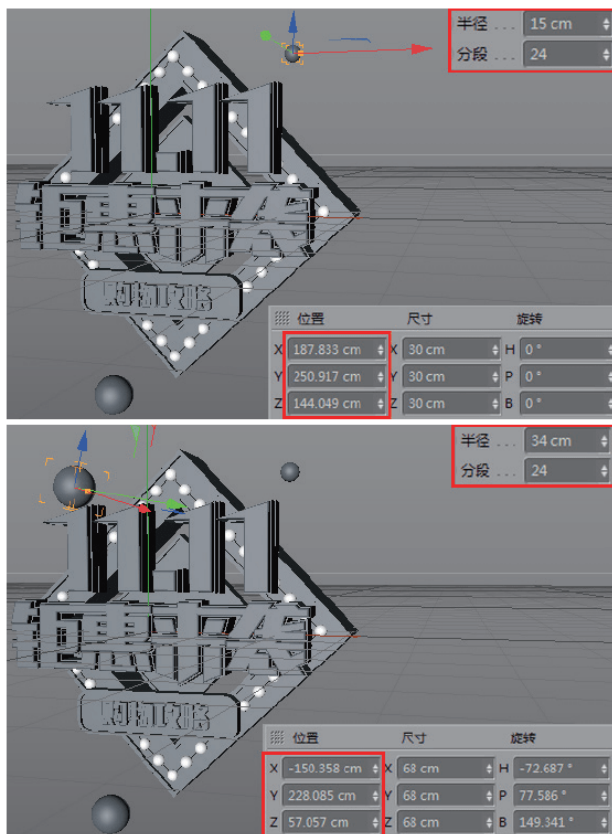 半径 . . . 15 cm
分段 . . . 24
11.11
钜惠来袭
购物攻略
位置 尺寸 旋转
X 187.833 cm X 30 cm H 0 °
Y 250.917 cm Y 30 cm P 0 °
Z 144.049 cm Z 30 cm B 0 °
半径 . . . 34 cm
分段 . . . 24
11.11
钜惠来袭
购物攻略
位置 尺寸 旋转
X -150.358 cm X 68 cm H -72.687 °
Y 228.085 cm Y 68 cm P 77.586 °
Z 57.057 cm Z 68 cm B 149.341 °